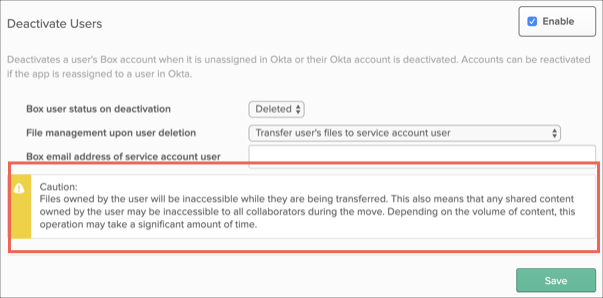 Deactivate Users
Enable
Deactivates a user's Box account when it is unassigned in Okta or their Okta account is deactivated. Accounts can be reactivated
if the app is reassigned to a user in Okta.
Box user status on deactivation
Deleted
File management upon user deletion
Transfer user's files to service account user
Box email address of service account user
Caution:
Files owned by the user will be inaccessible while they are being transferred. This also means that any shared content
owned by the user may be inaccessible to all collaborators during the move. Depending on the volume of content, this
operation may take a significant amount of time.
Save